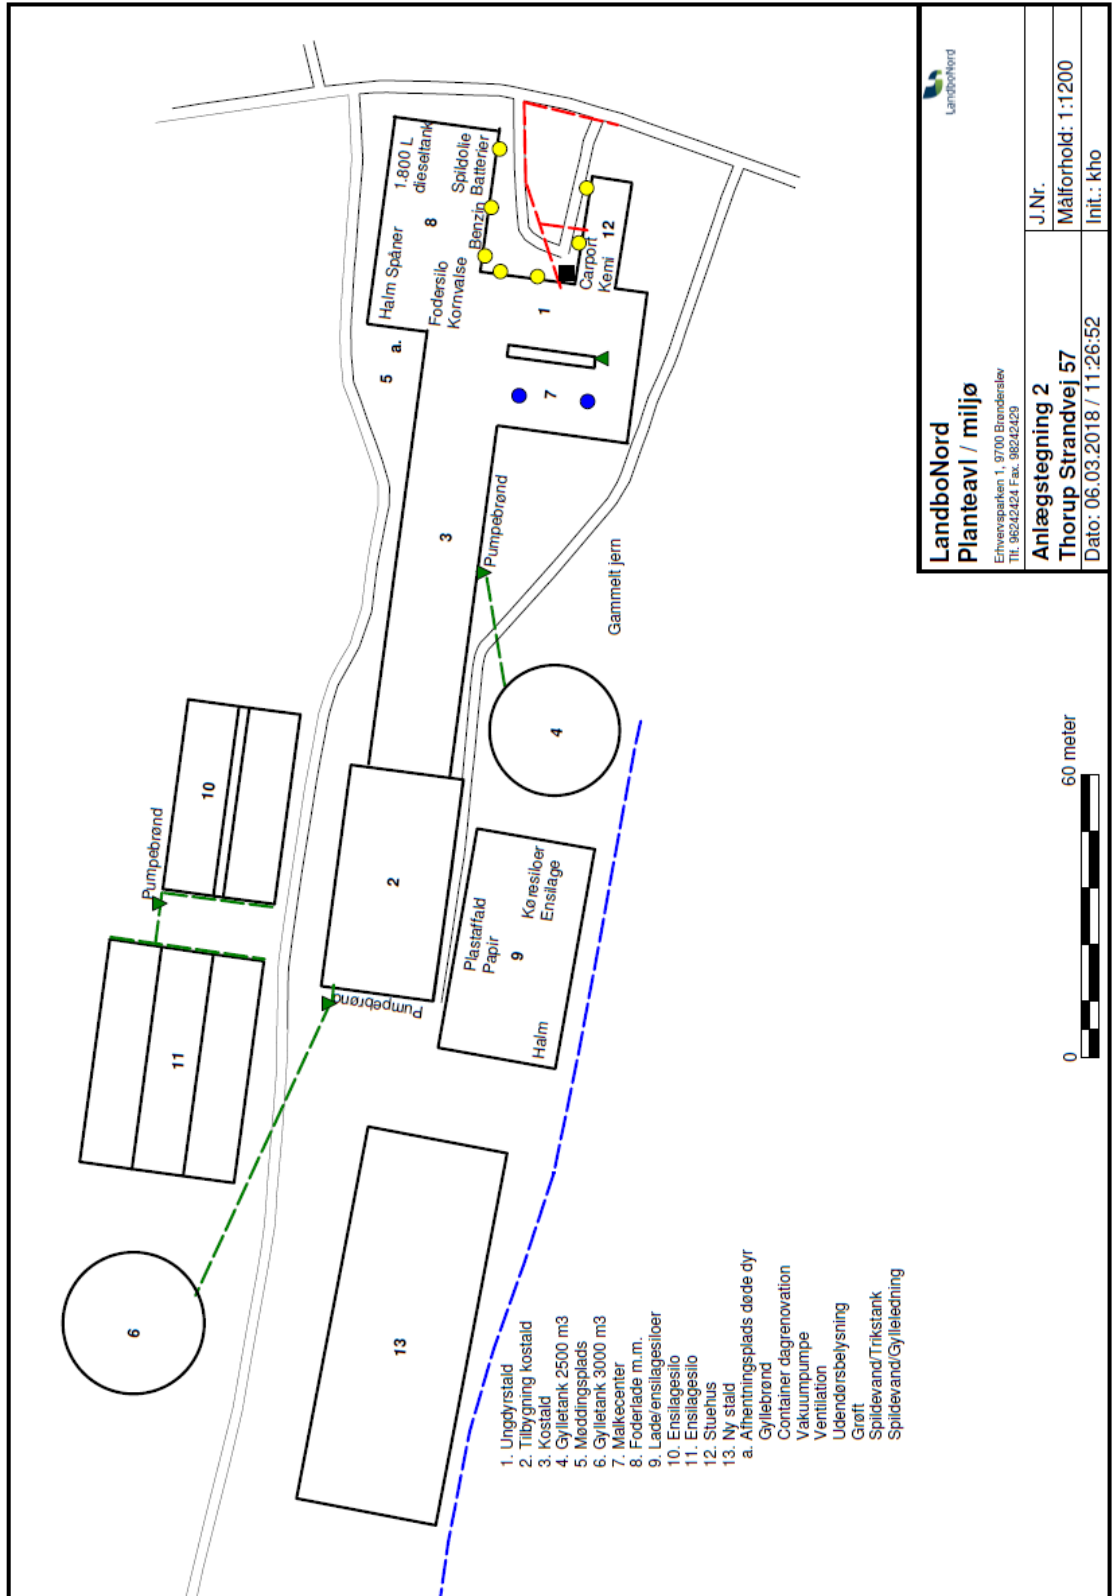 LandboNord
LandboNord
Planteavl / miljø
Erhvervsparken 1, 9700 Brønderslev
Tlf. 96242424 Fax. 98242429
Anlægstegning 2
Thorup Strandvej 57
Dato: 06.03.2018 / 11:26:52
J.Nr.
Målforhold: 1:1200
Init.: kho
6
11
Pumpebrønd
10
Pumpebrønd
13
2
Plastaffald
Papir
9
Køresiloer
Ensilage
Halm
4
3
Pumpebrønd
Gammelt jern
5
a.
Halm Spåner
8
1.800 L
dieseltank
Fodersilo
Kornvalse
Benzin
Spildolie
Batterier
1
7
Carport
Kemi
12
1. Ungdyrstald
2. Tilbygning kostald
3. Kostald
4. Gylletank 2500 m3
5. Møddingsplads
6. Gylletank 3000 m3
7. Malkecenter
8. Foderlade m.m.
9. Lade/ensilagesiloer
10. Ensilagesilo
11. Ensilagesilo
12. Stuehus
13. Ny stald
a. Afhentningsplads døde dyr
Gyllebrønd
Container dagrenovation
Vakuumpumpe
Ventilation
Udendørsbelysning
Grøft
Spildevand/Trikstank
Spildevand/Gylleledning
0
60 meter